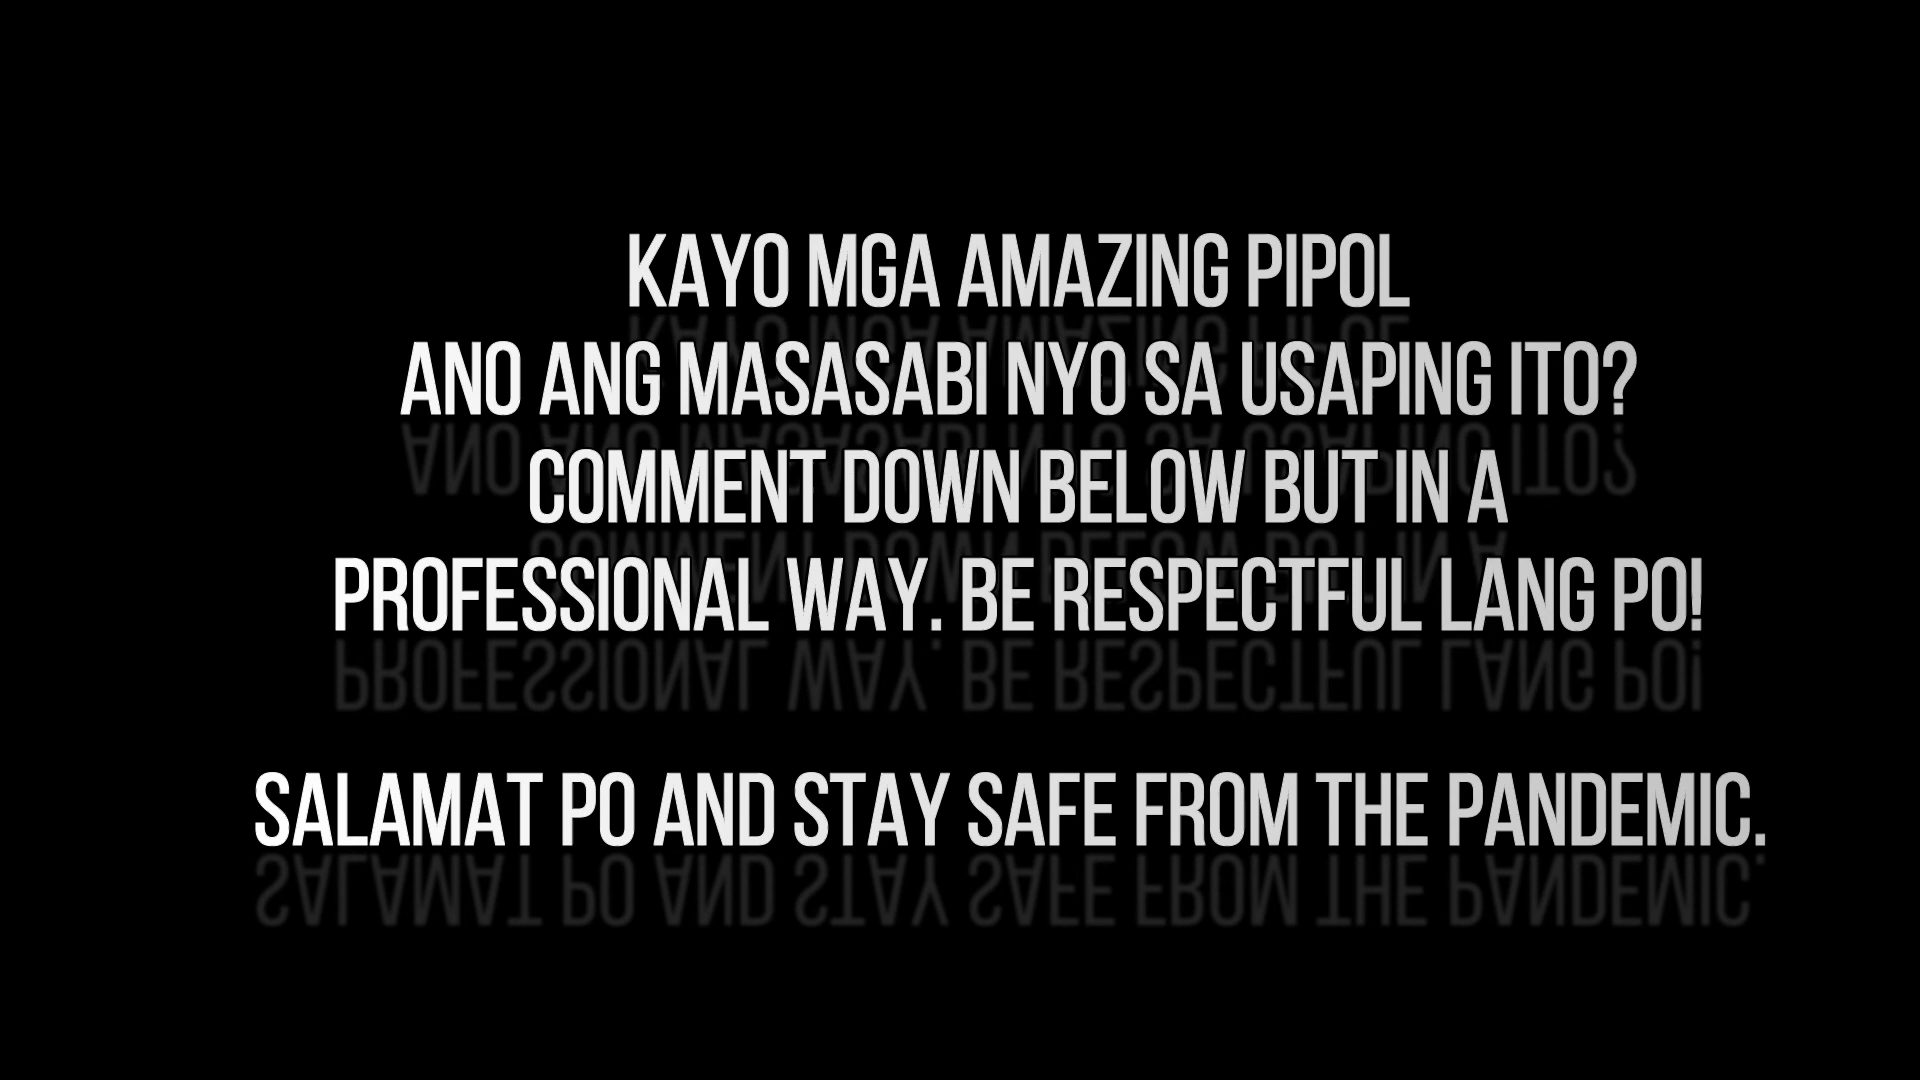 KAYO MGA AMAZING PIPOL
ANO ANG MASASABI NYO SA USAPING ITO?
COMMENT DOWN BELOW BUT IN A
PROFESSIONAL WAY. BE RESPECTFUL LANG PO!
SALAMAT PO AND STAY SAFE FROM THE PANDEMIC.